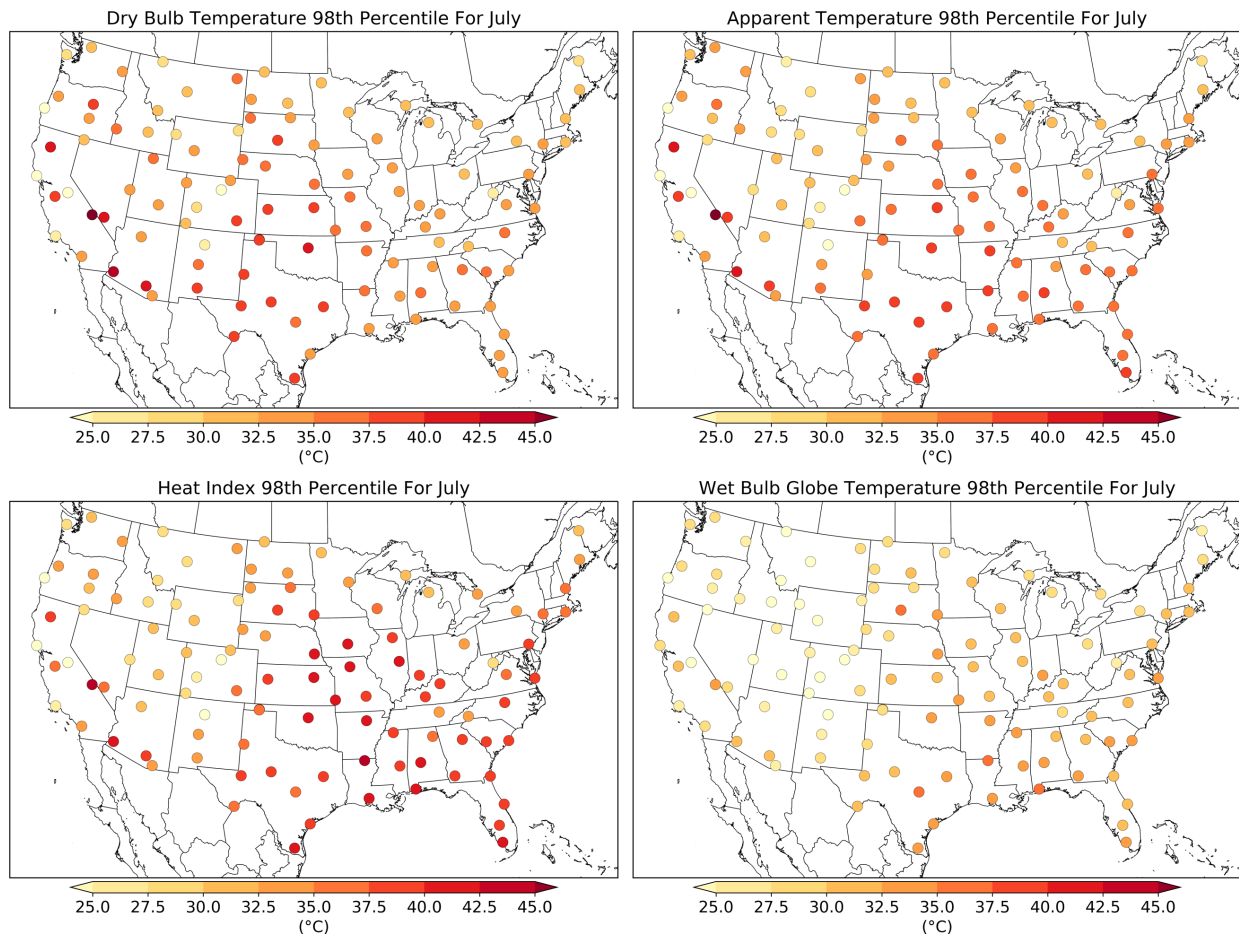 Dry Bulb Temperature 98th Percentile For July
Apparent Temperature 98th Percentile For July
25.0 27.5 30.0 32.5 35.0 37.5 40.0 42.5 45.0
(°C)
25.0 27.5 30.0 32.5 35.0 37.5 40.0 42.5 45.0
(°C)
Heat Index 98th Percentile For July
Wet Bulb Globe Temperature 98th Percentile For July
25.0 27.5 30.0 32.5 35.0 37.5 40.0 42.5 45.0
(°C)
25.0 27.5 30.0 32.5 35.0 37.5 40.0 42.5 45.0
(°C)